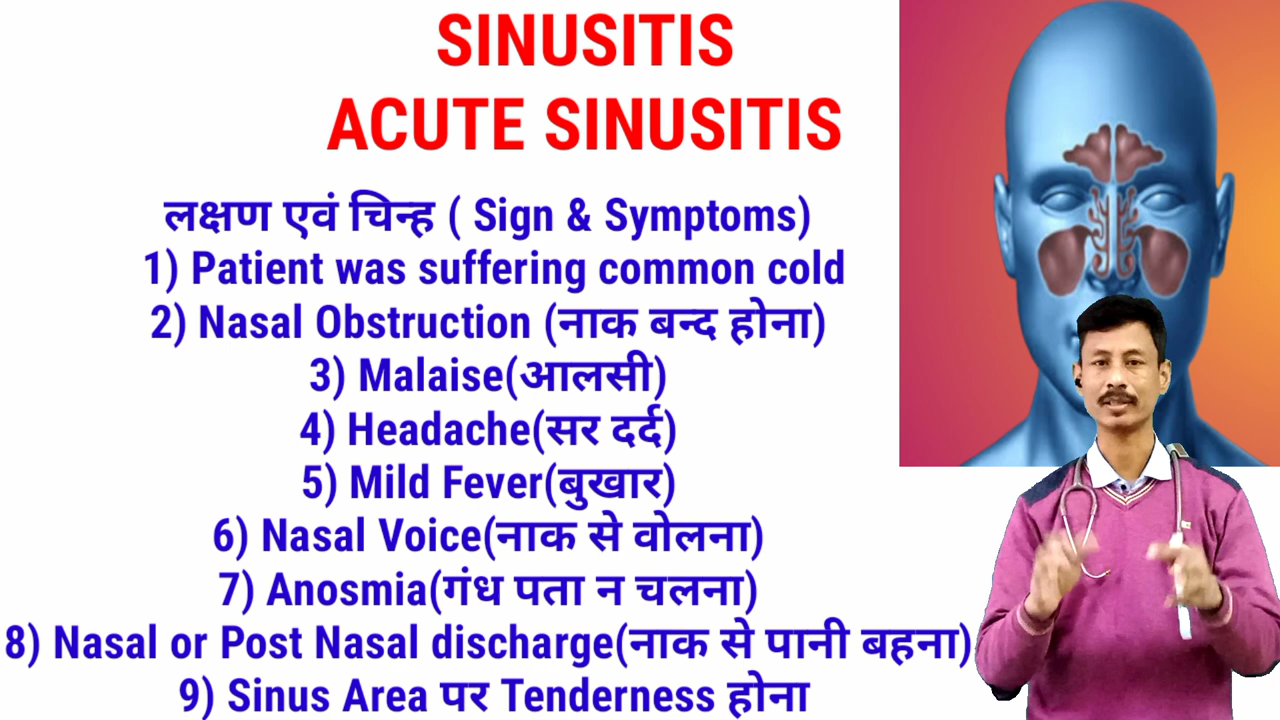 SINUSITIS
ACUTE SINUSITIS
लक्षण एवं चिन्ह ( Sign & Symptoms)
1) Patient was suffering common cold
2) Nasal Obstruction (नाक बन्द होना)
3) Malaise(आलसी)
4) Headache(सर दर्द)
5) Mild Fever(बुखार)
6) Nasal Voice(नाक से वोलना)
7) Anosmia(गंध पता न चलना)
8) Nasal or Post Nasal discharge(नाक से पानी बहना)
9) Sinus Area पर Tenderness होना